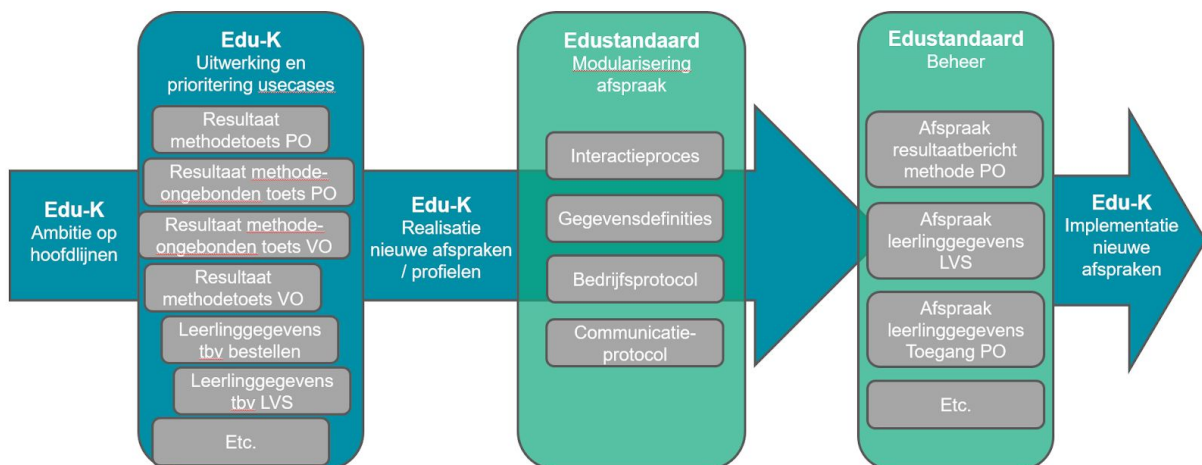 Edu-K
Ambitie op
hoofdlijnen
Edu-K
Uitwerking en
prioritering usecases
Resultaat
methodetoets PO
Resultaat methode-
ongebonden toets PO
Resultaat methode-
ongebonden toets VO
Resultaat
methodetoets VO
Leerlinggegevens
tbv bestellen
Leerlinggegevens
tbv LVS
Etc.
Edu-K
Realisatie
nieuwe afspraken
/ profielen
Edustandaard
Modularisering
afspraak
Interactieproces
Gegevensdefinities
Bedrijfsprotocol
Communicatie-
protocol
Edustandaard
Beheer
Afspraak
resultaatbericht
methode PO
Afspraak
leerlinggegevens
LVS
Afspraak
leerlinggegevens
Toegang PO
Etc.
Edu-K
Implementatie
nieuwe
afspraken